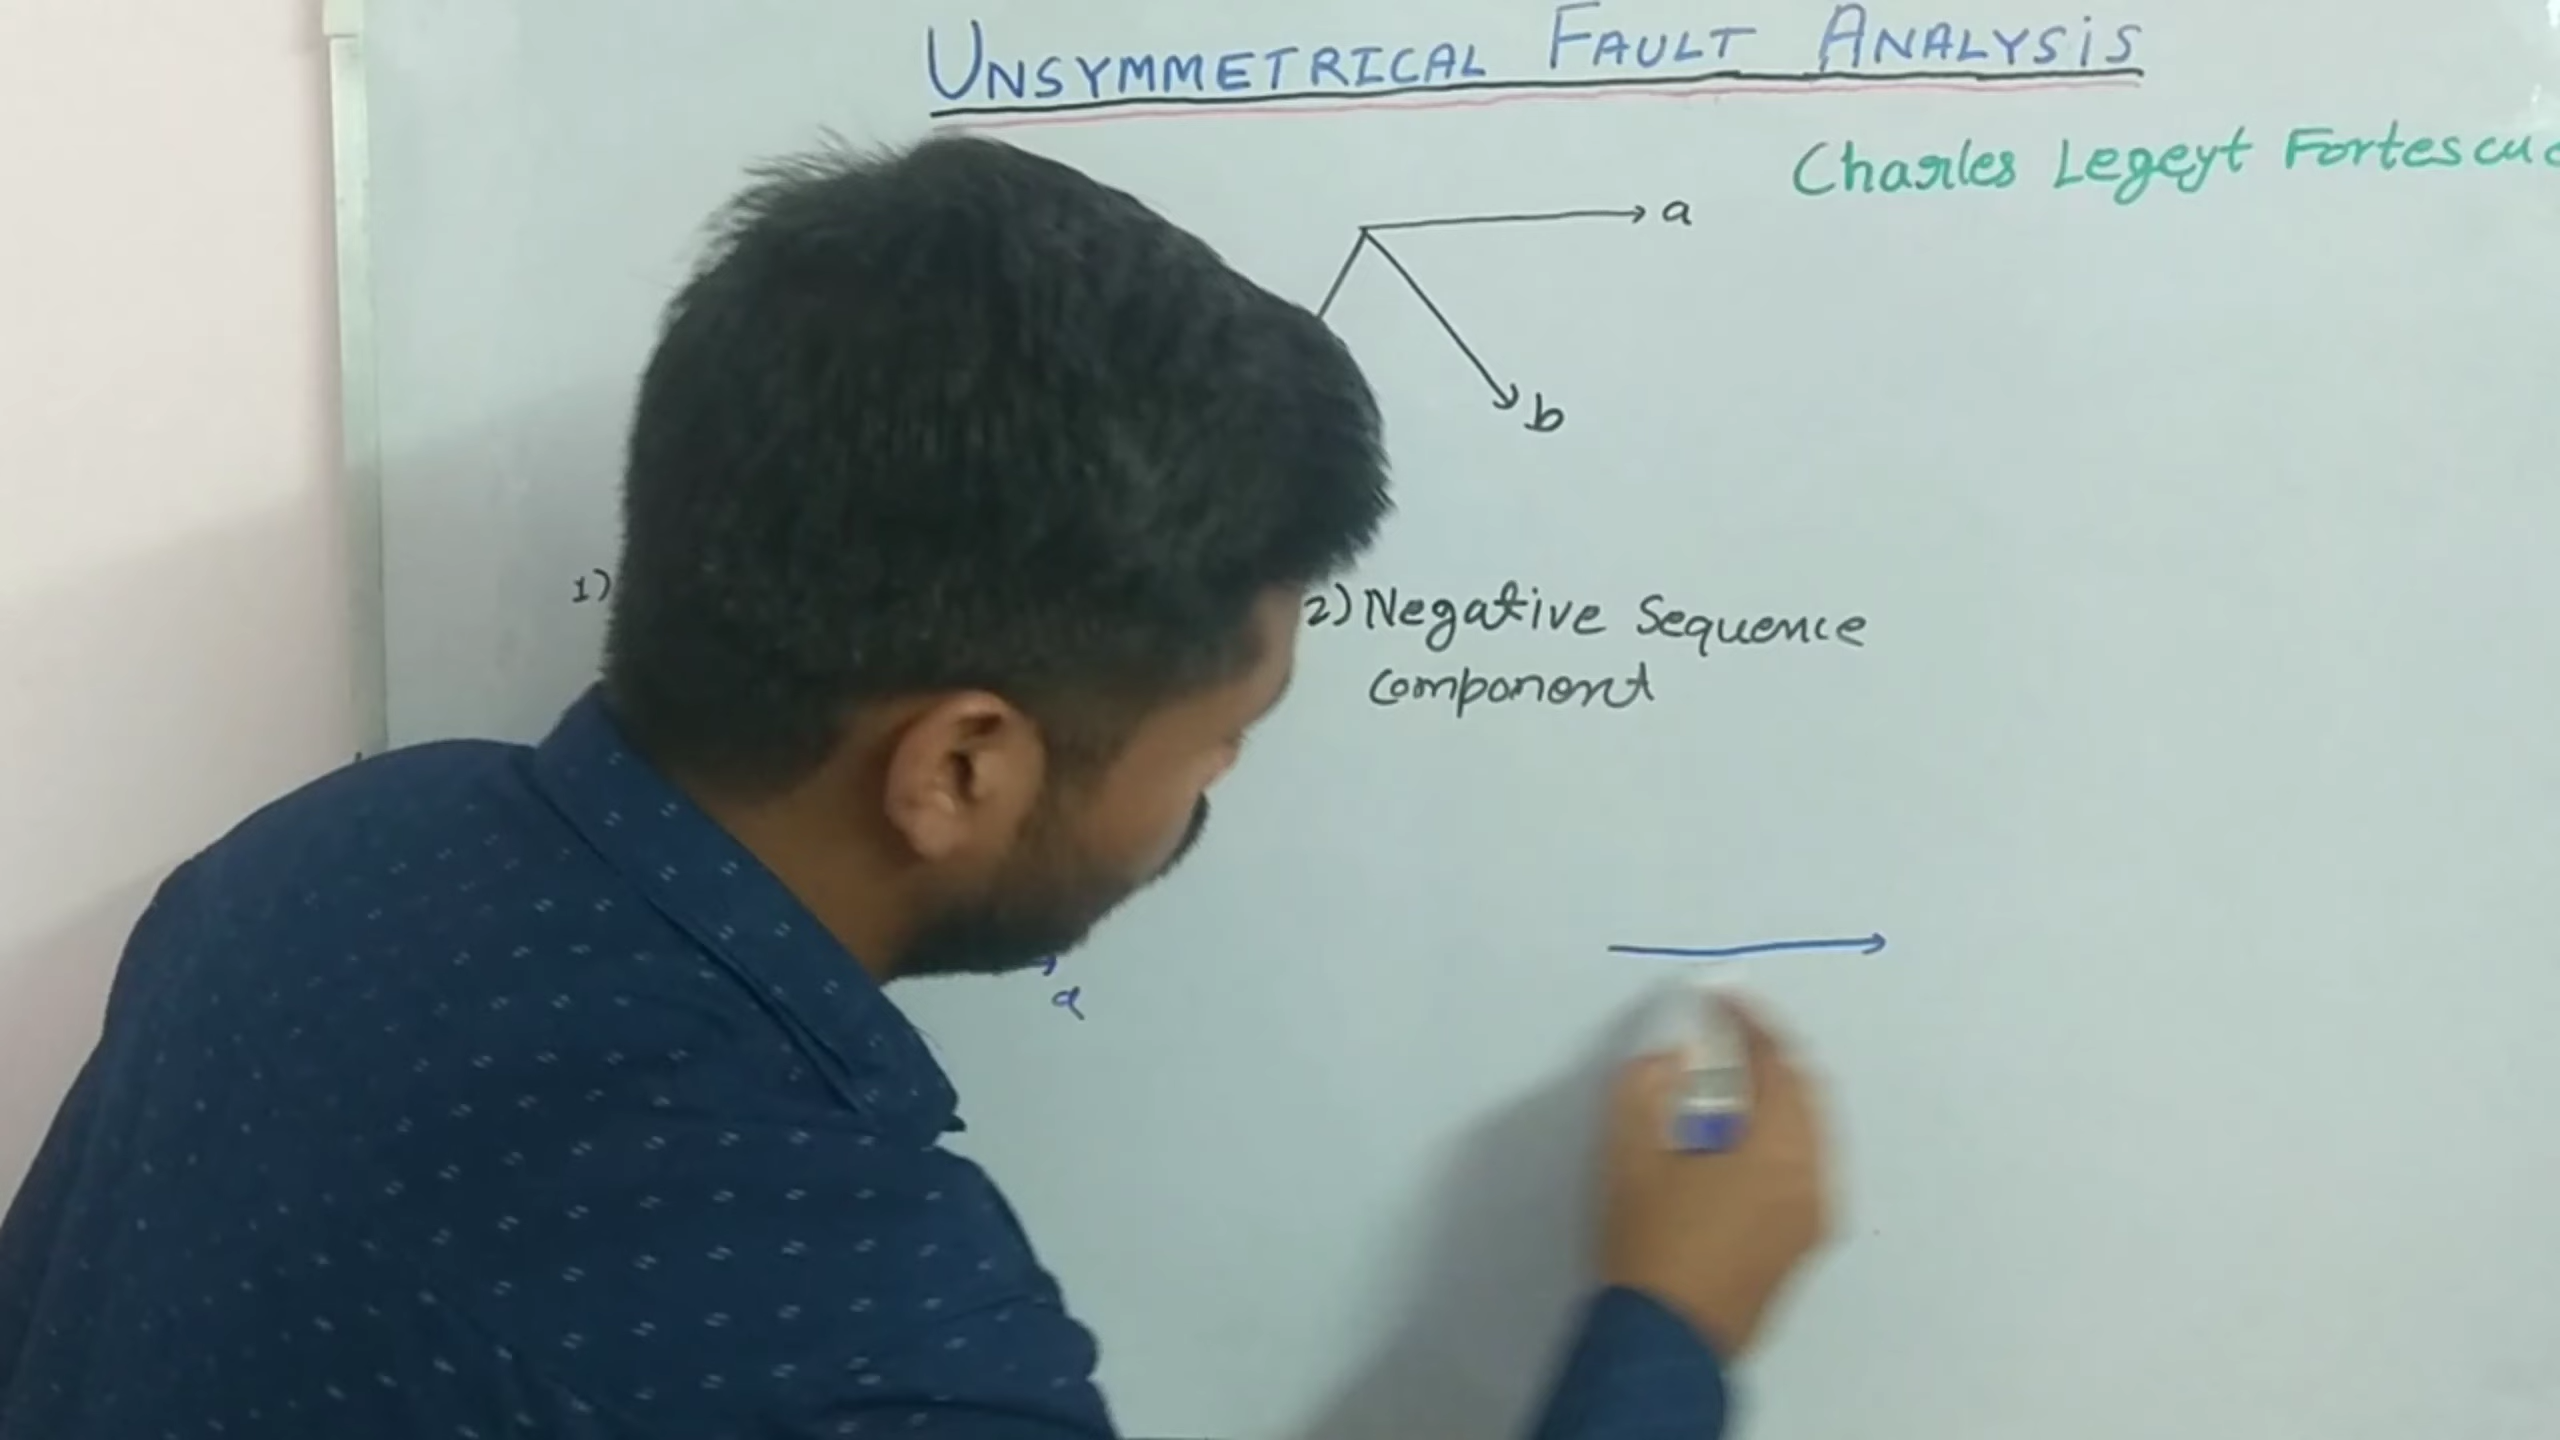 UNSYMMETRICAL FAULT ANALYSIS
Charles Legeyt Fortescu
a
b
1)
2) Negative Sequence
component
a